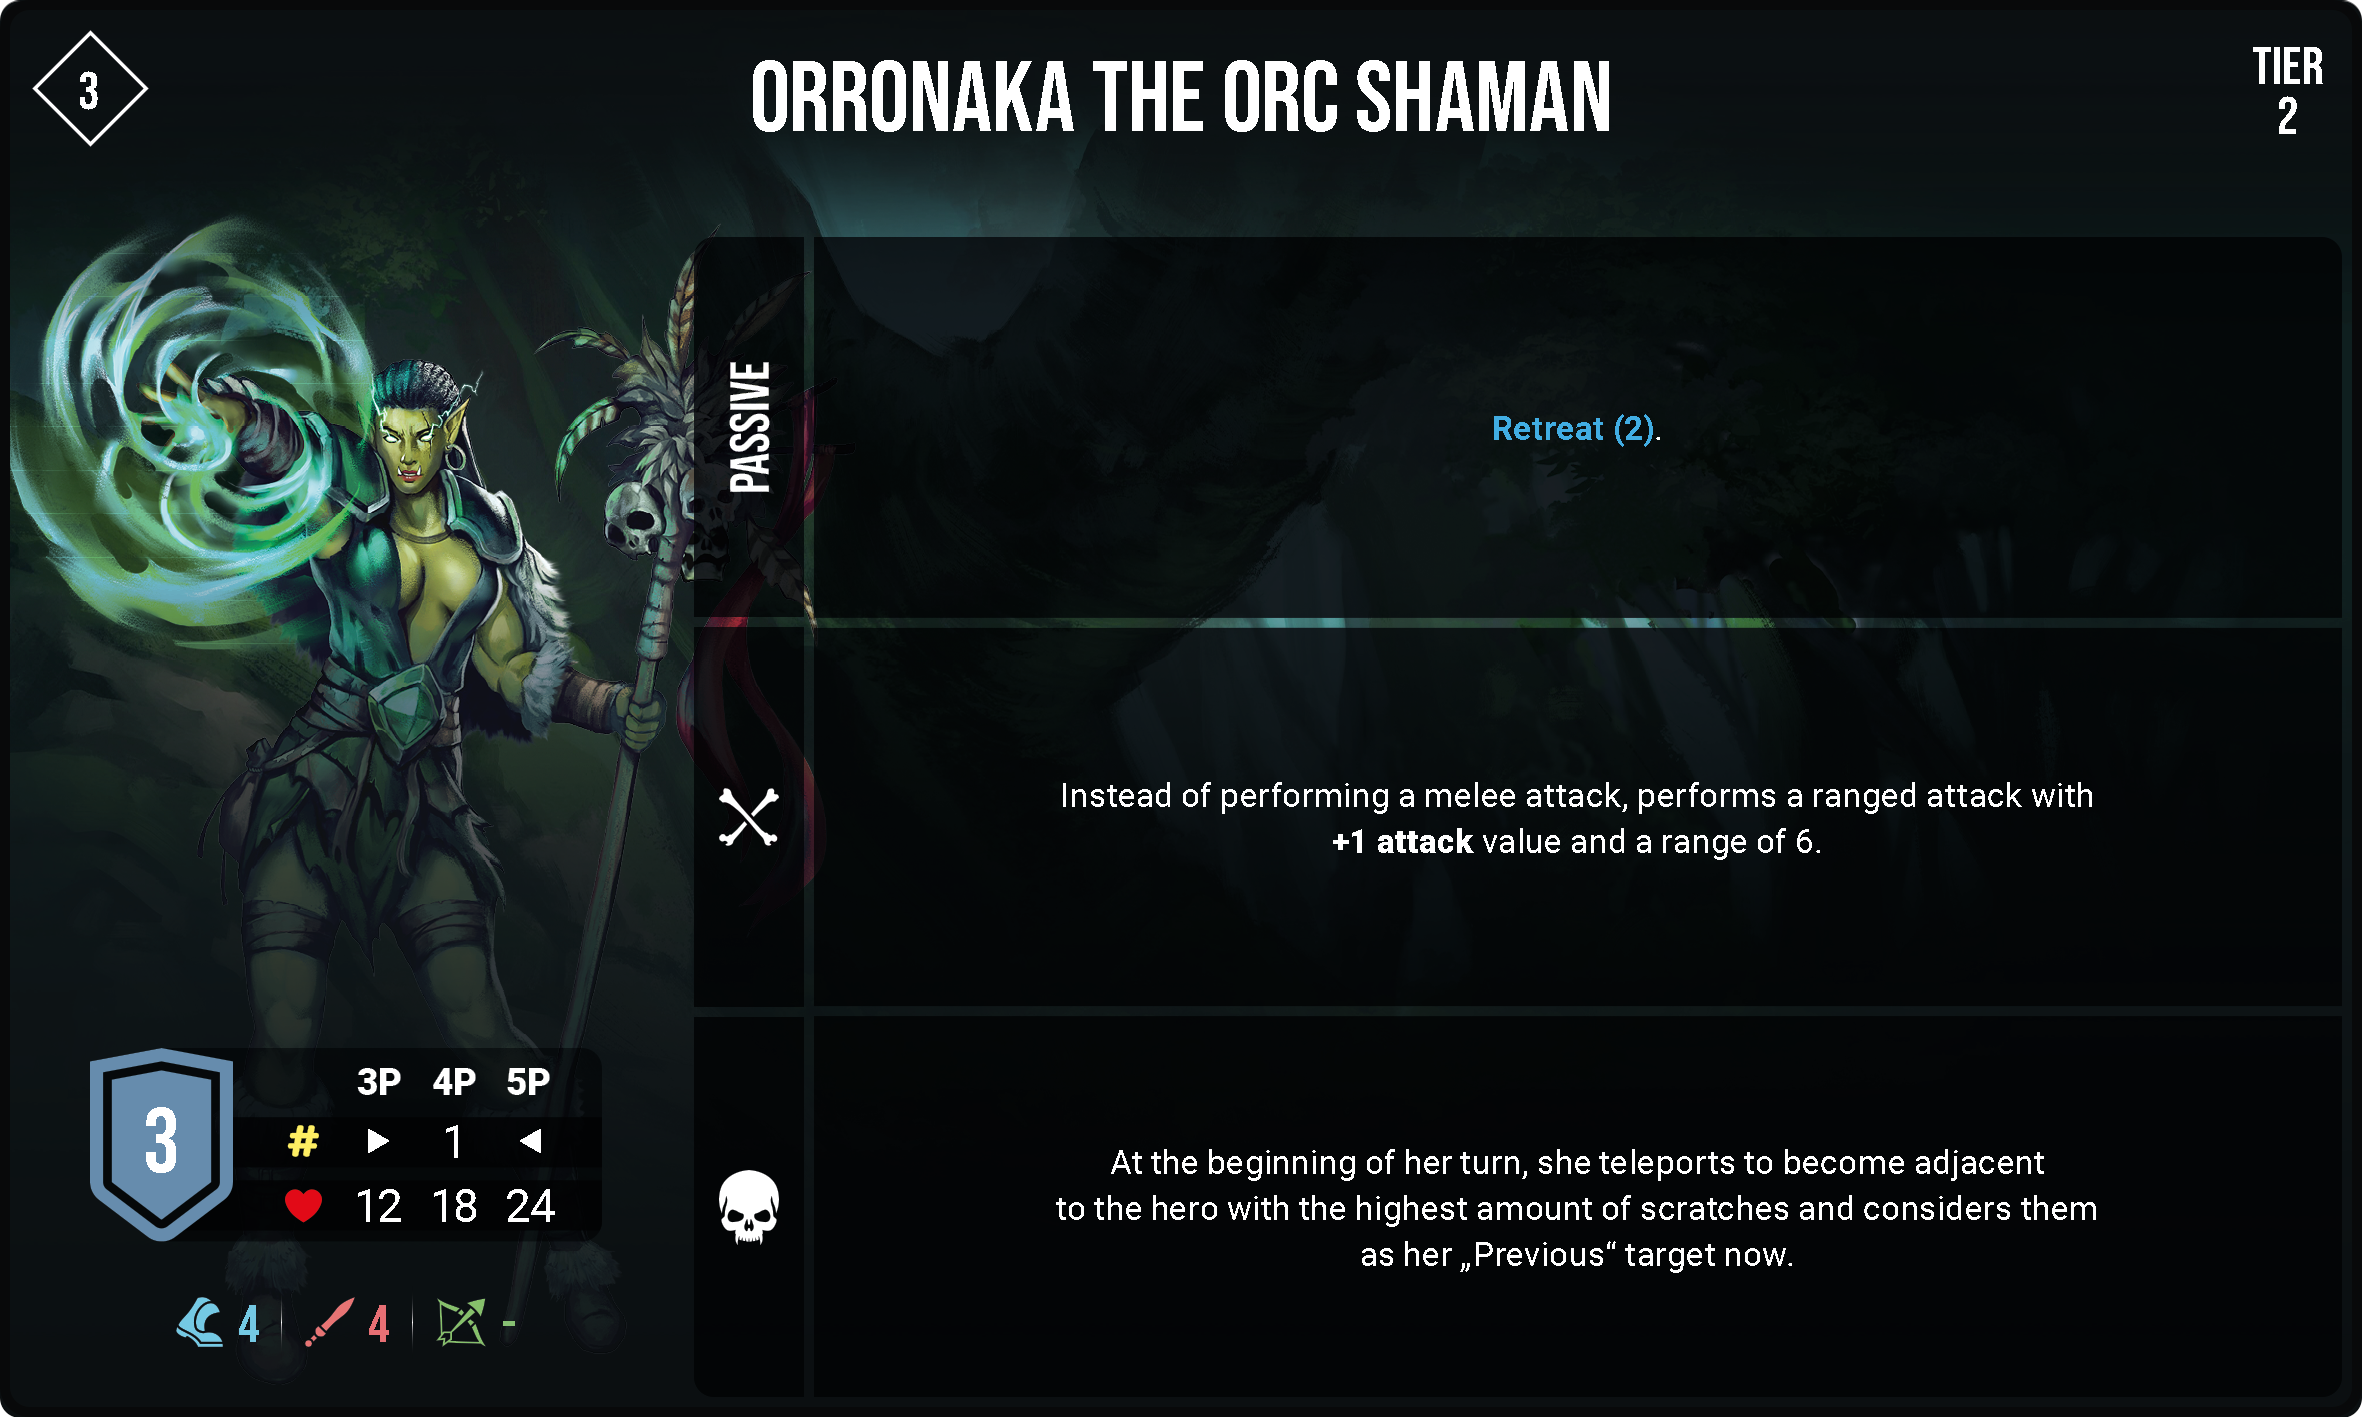 3
ORRONAKA THE ORC SHAMAN
TIER
2
PASSIVE
Retreat (2).
Instead of performing a melee attack, performs a ranged attack with
+1 attack value and a range of 6.
At the beginning of her turn, she teleports to become adjacent
to the hero with the highest amount of scratches and considers them
as her „Previous“ target now.
3
3P 4P 5P
# ▶ 1 ◀
12 18 24
4 4 -